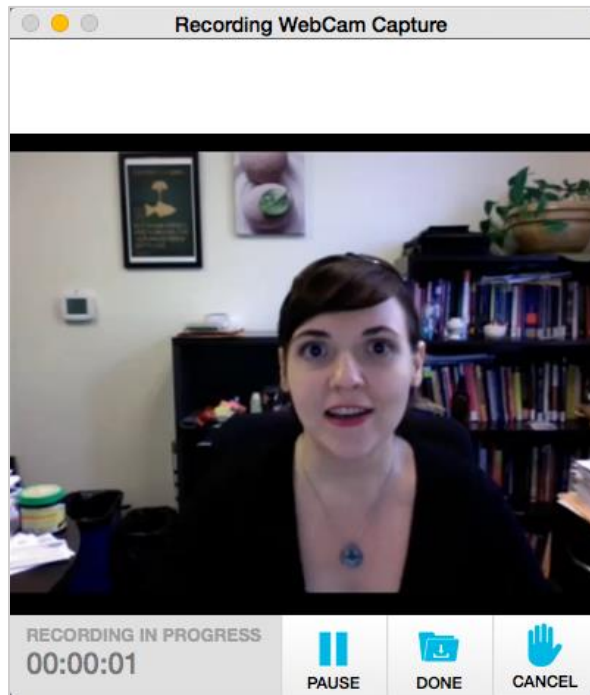 Recording WebCam Capture
RECORDING IN PROGRESS
00:00:01
PAUSE
DONE
CANCEL